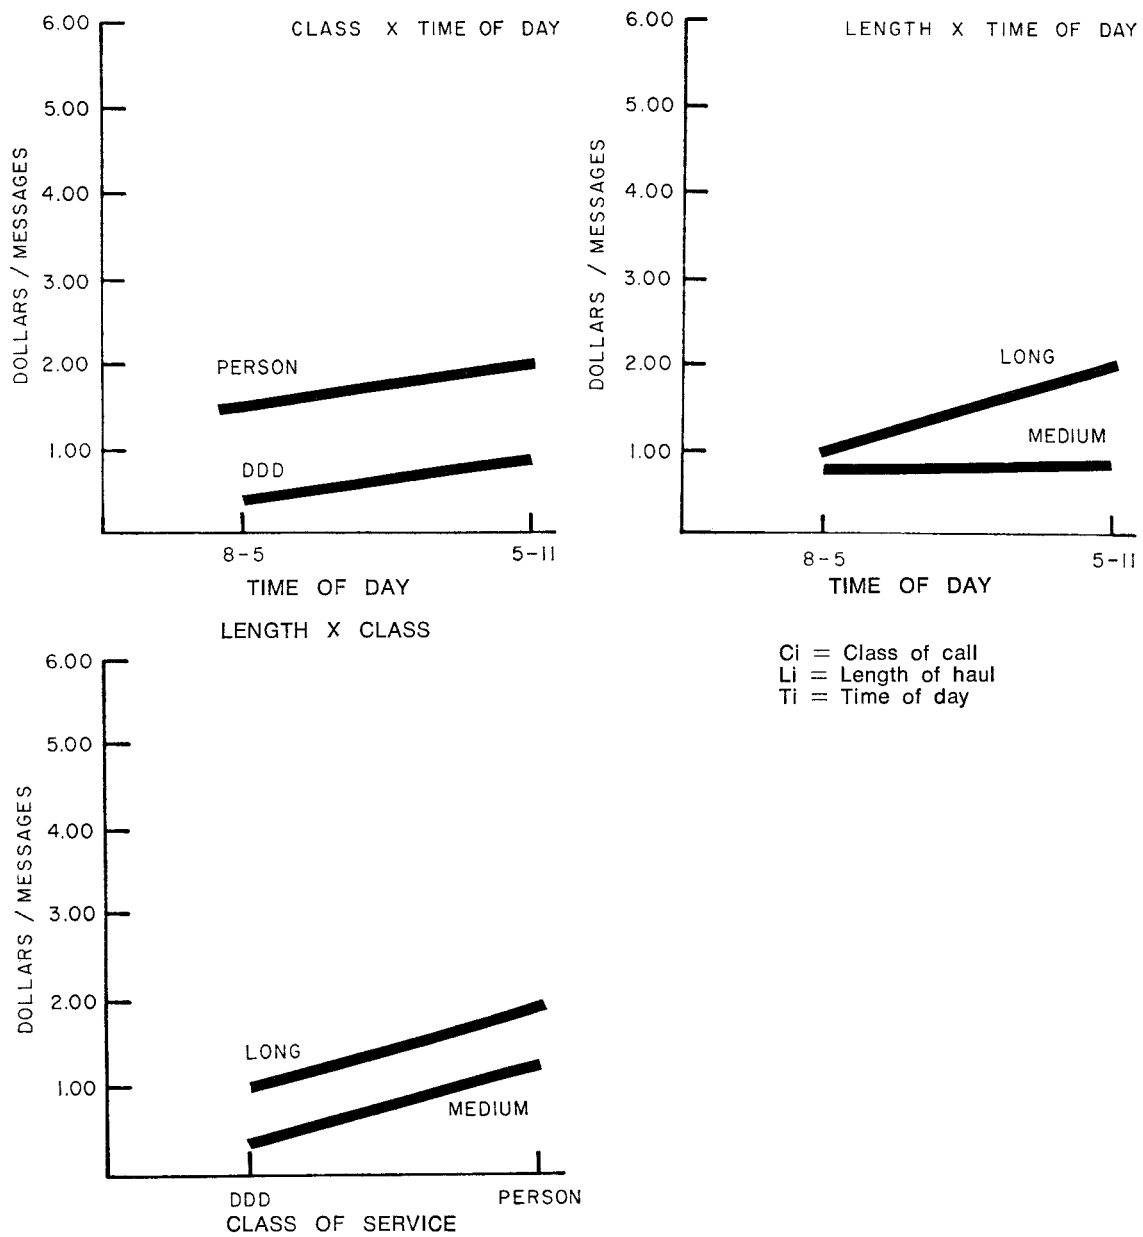 CLASS X TIME OF DAY
6.00
5.00
4.00
3.00
2.00
1.00
DOLLARS / MESSAGES
PERSON
DDD
8-5
5-11
TIME OF DAY
LENGTH X TIME OF DAY
6.00
5.00
4.00
3.00
2.00
1.00
DOLLARS / MESSAGES
LONG
MEDIUM
8-5
5-11
TIME OF DAY
LENGTH X CLASS
6.00
5.00
4.00
3.00
2.00
1.00
DOLLARS / MESSAGES
LONG
MEDIUM
DDD
PERSON
CLASS OF SERVICE
Ci = Class of call
Li = Length of haul
Ti = Time of day